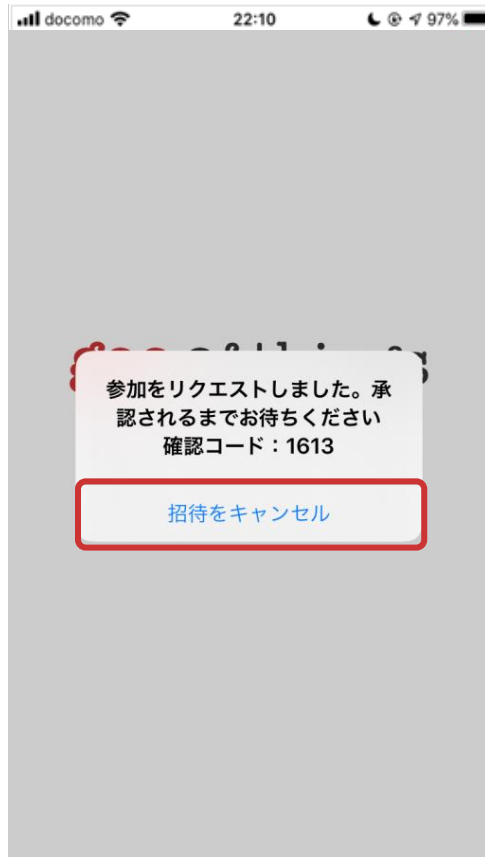 docomo 22:10 97%
参加をリクエストしました。承
認されるまでお待ちください
確認コード：1613
招待をキャンセル